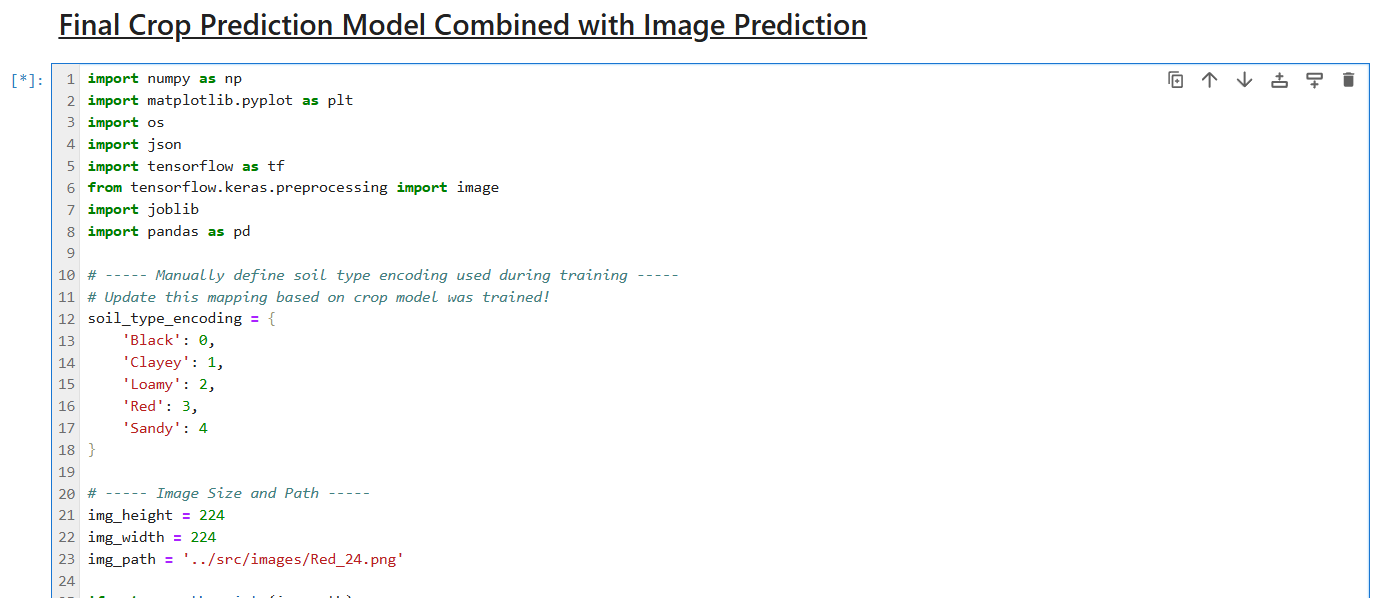 Final Crop Prediction Model Combined with Image Prediction
[*]:
1 import numpy as np
2 import matplotlib.pyplot as plt
3 import os
4 import json
5 import tensorflow as tf
6 from tensorflow.keras.preprocessing import image
7 import joblib
8 import pandas as pd
9
10 # ----- Manually define soil type encoding used during training -----
11 # Update this mapping based on crop model was trained!
12 soil_type_encoding = {
13     'Black': 0,
14     'Clayey': 1,
15     'Loamy': 2,
16     'Red': 3,
17     'Sandy': 4
18 }
19
20 # ----- Image Size and Path -----
21 img_height = 224
22 img_width = 224
23 img_path = '../src/images/Red_24.png'
24